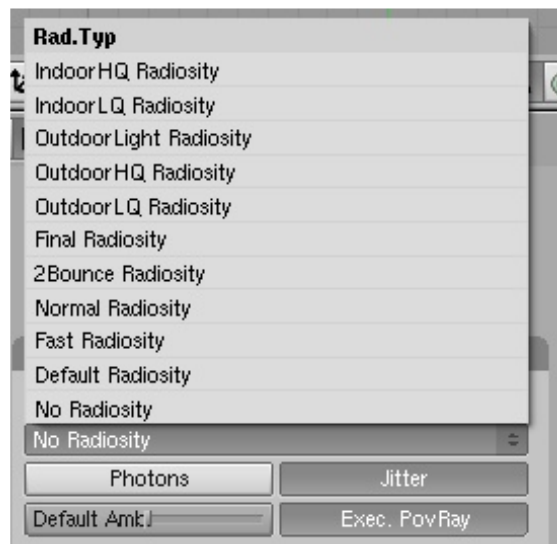 Rad.Typ
IndoorHQ Radiosity
IndoorLQ Radiosity
OutdoorLight Radiosity
OutdoorHQ Radiosity
OutdoorLQ Radiosity
Final Radiosity
2Bounce Radiosity
Normal Radiosity
Fast Radiosity
Default Radiosity
No Radiosity
No Radiosity
Photons Jitter
Default Exec. PovRay